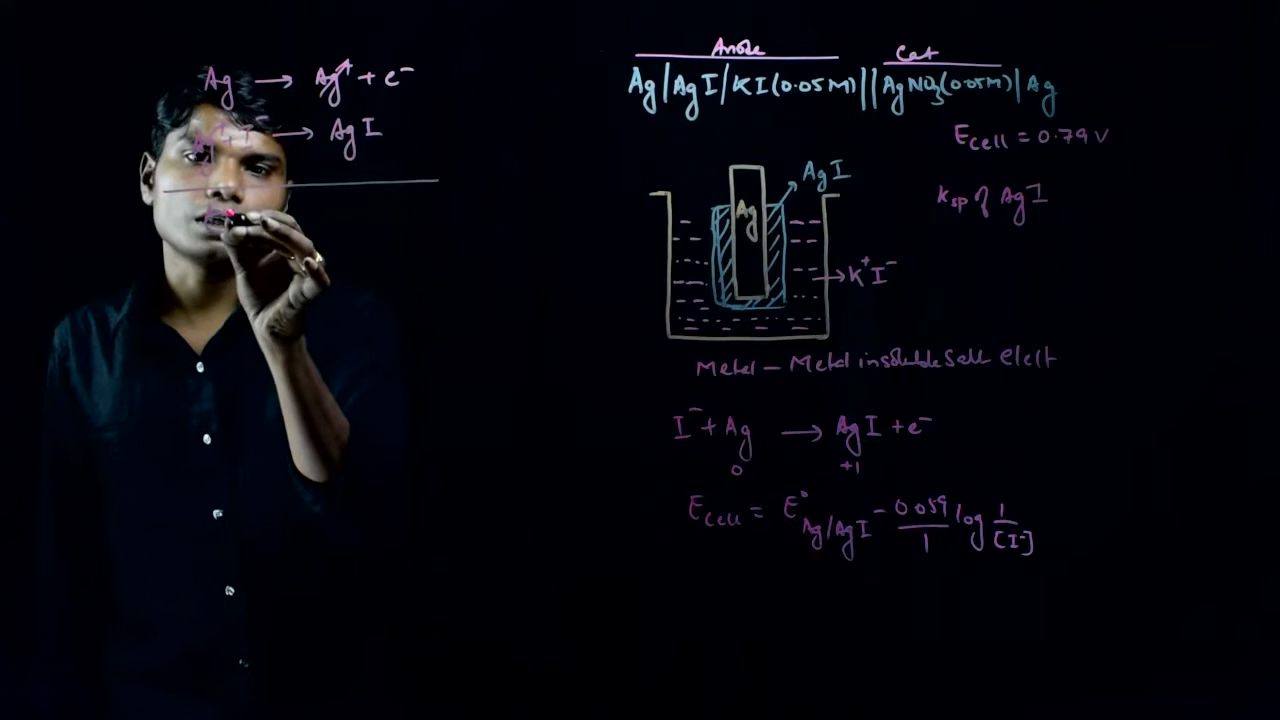 Ag → Ag⁺ + e⁻
Ag⁺ + I⁻ → AgI
Anode
Cat
Ag/AgI/KI(0.05M)||AgNO3(0.05M)|Ag
Ecell = 0.79 V
Ksp of AgI
AgI
Ag
K⁺I⁻
Metal - Metal insoluble salt
I⁻ + Ag → AgI + e⁻
0 +1
Ecell = E°Ag/AgI - 0.059/1 log 1/[I⁻]